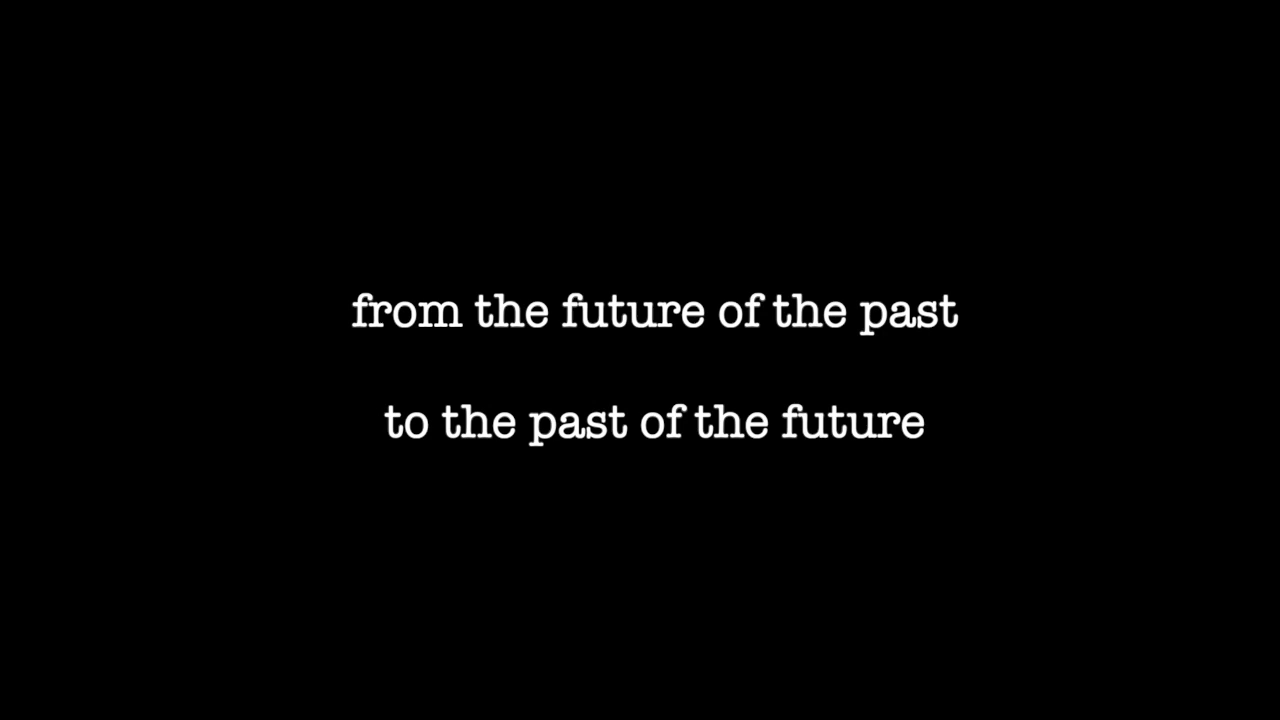 from the future of the past
to the past of the future